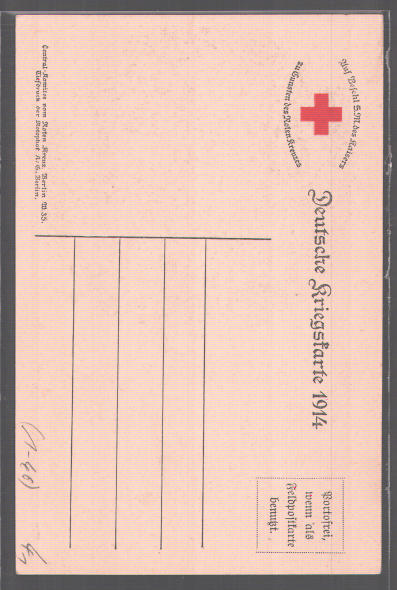 Auf Befehl S. M. des Kaisers
zu Gunsten des Roten Kreuzes
Deutsche Kriegskarte 1914
Portofrei,
wenn als
Feldpostkarte
benutzt.
Central-Komitee vom Roten Kreuz, Berlin W. 35.
Tiefdruck der Rotophot A. G., Berlin.